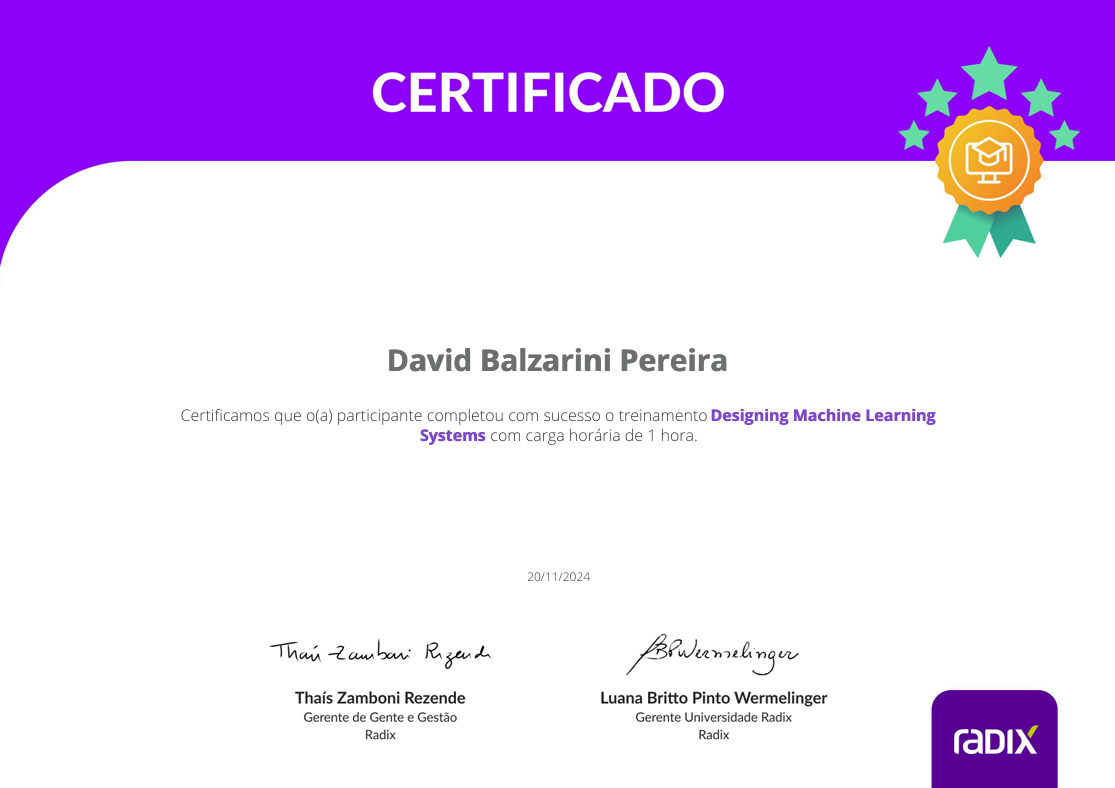 CERTIFICADO
David Balzarini Pereira
Certificamos que o(a) participante completou com sucesso o treinamento Designing Machine Learning
Systems com carga horária de 1 hora.
20/11/2024
Thaís Zamboni Rezende
BPWermelinger
Thaís Zamboni Rezende
Gerente de Gente e Gestão
Radix
Luana Britto Pinto Wermelinger
Gerente Universidade Radix
Radix
radix